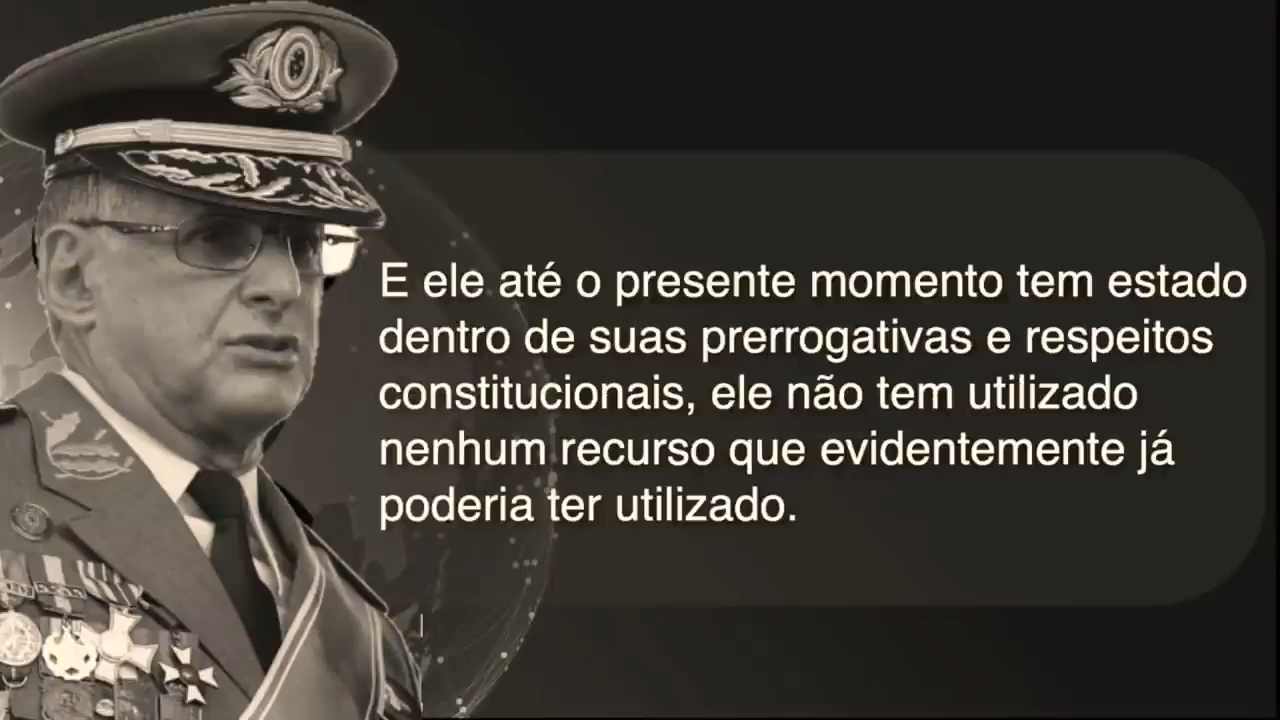 E ele até o presente momento tem estado
dentro de suas prerrogativas e respeitos
constitucionais, ele não tem utilizado
nenhum recurso que evidentemente já
poderia ter utilizado.